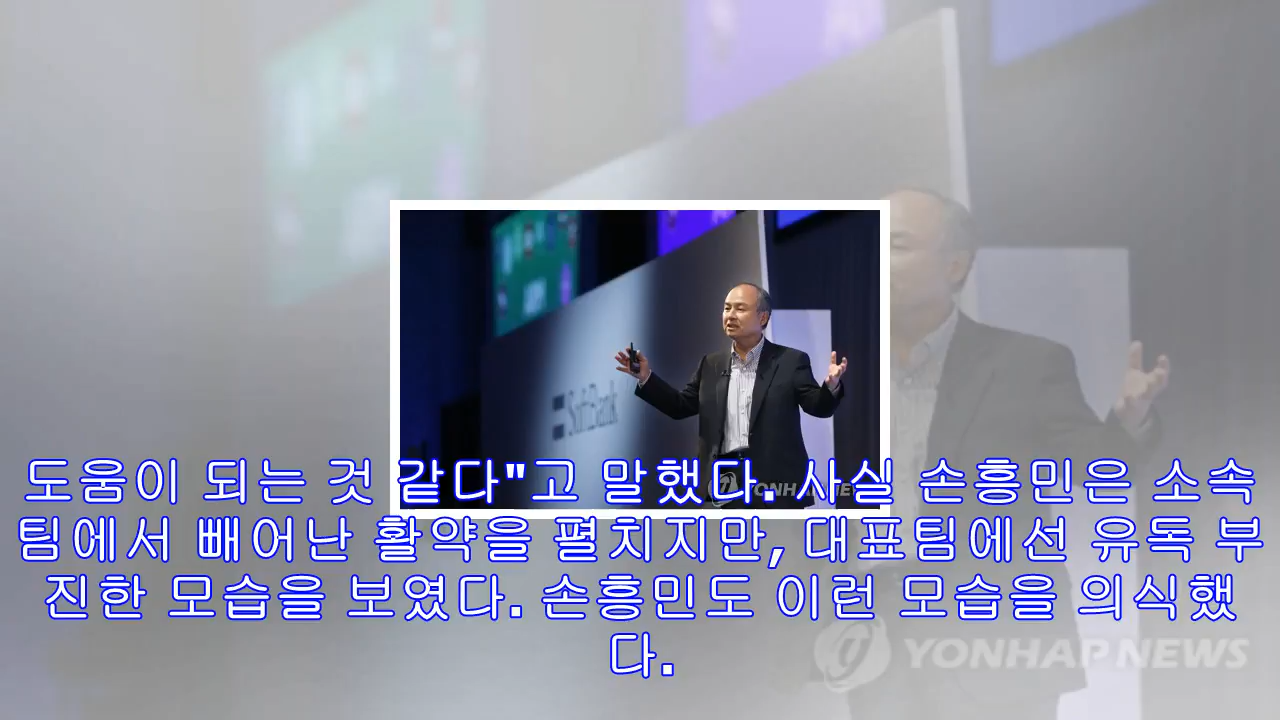 SoftBank
도움이 되는 것 같다"고 말했다. 사실 손흥민은 소속
팀에서 빼어난 활약을 펼치지만, 대표팀에선 유독 부
진한 모습을 보였다. 손흥민도 이런 모습을 의식했
다.
YONHAP NEWS